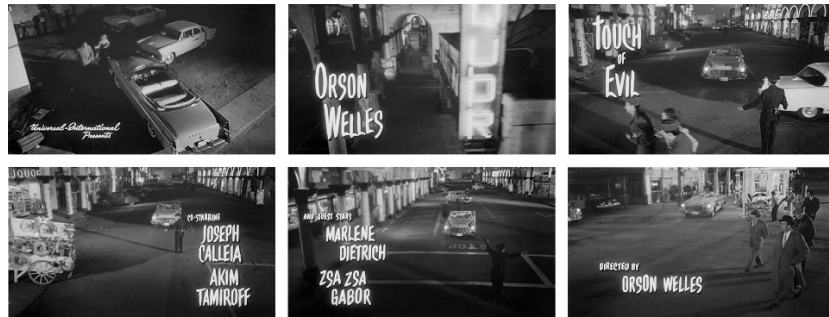 Universal-International
Presents
ORSON
WELLES
TOUCH
OF
EVIL
LIQUOR
CO-STARRING
JOSEPH
CALLEIA
AKIM
TAMIROFF
AND GUEST STARS
MARLENE
DIETRICH
ZSA ZSA
GABOR
STOP
DIRECTED BY
ORSON WELLES